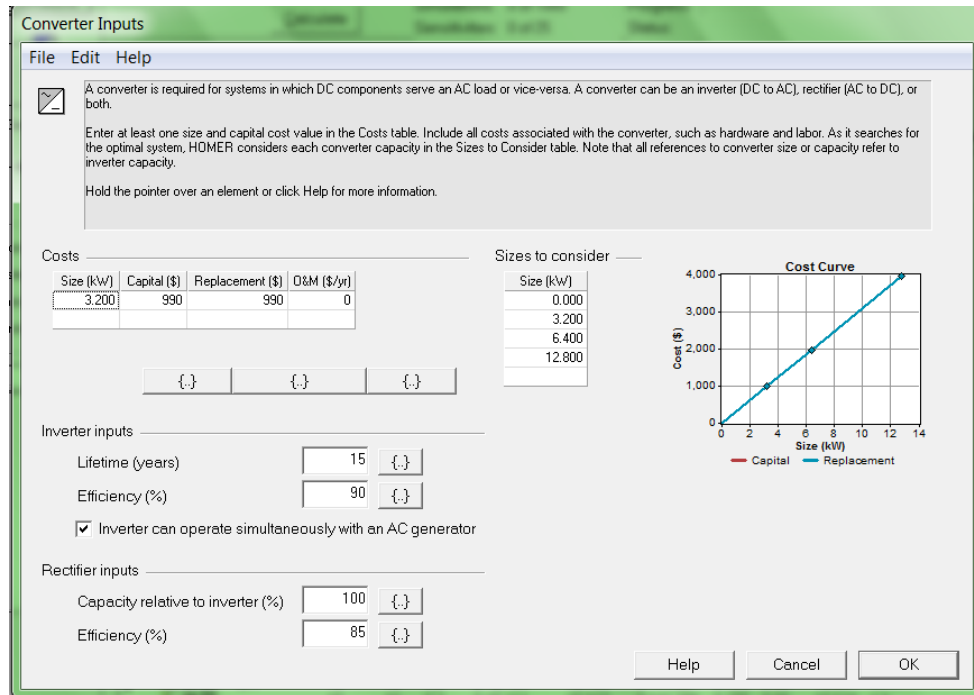 Converter Inputs
File Edit Help
A converter is required for systems in which DC components serve an AC load or vice-versa. A converter can be an inverter (DC to AC), rectifier (AC to DC), or
both.
Enter at least one size and capital cost value in the Costs table. Include all costs associated with the converter, such as hardware and labor. As it searches for
the optimal system, HOMER considers each converter capacity in the Sizes to Consider table. Note that all references to converter size or capacity refer to
inverter capacity.
Hold the pointer over an element or click Help for more information.
Costs
Size (kW) Capital ($) Replacement ($) O&M ($/yr)
3.200 990 990 0
{..} {..} {..}
Sizes to consider
Size (kW)
0.000
3.200
6.400
12.800
Cost Curve
Cost ($)
4,000
3,000
2,000
1,000
0
0 2 4 6 8 10 12 14
Size (kW)
Capital Replacement
Inverter inputs
Lifetime (years) 15 {..}
Efficiency (%) 90 {..}
Inverter can operate simultaneously with an AC generator
Rectifier inputs
Capacity relative to inverter (%) 100 {..}
Efficiency (%) 85 {..}
Help Cancel OK